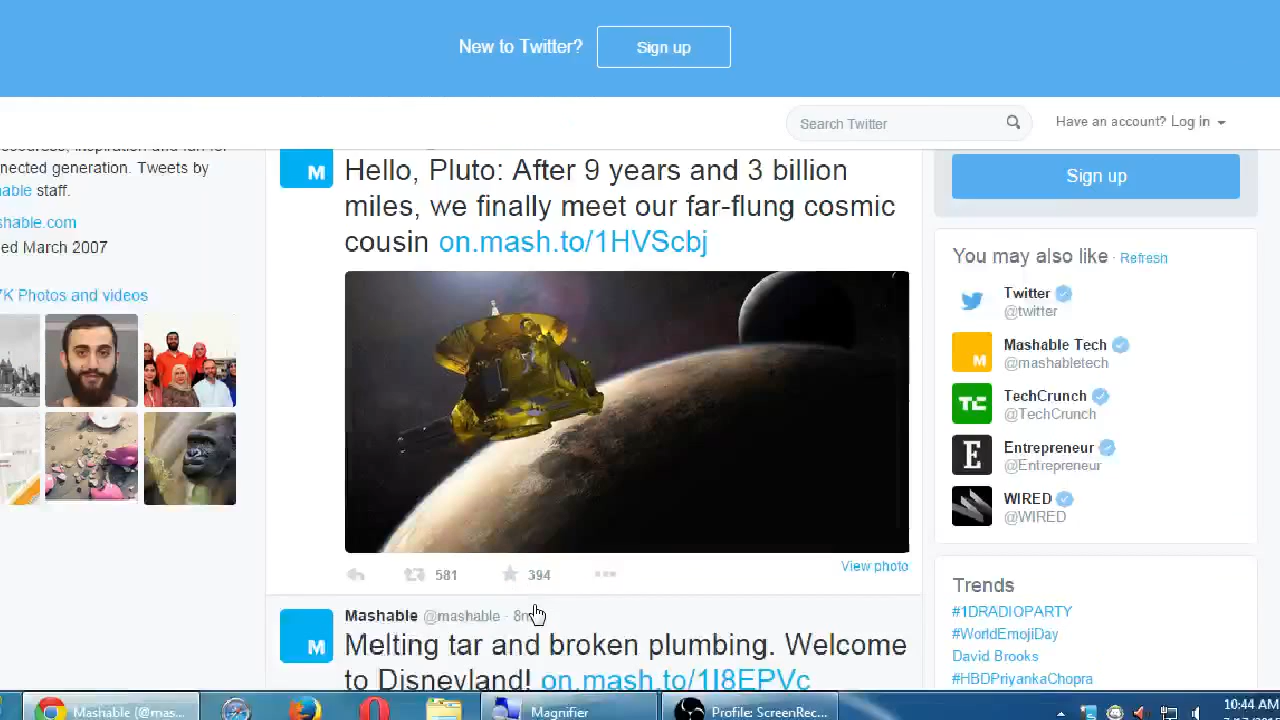 New to Twitter? Sign up
Search Twitter
Have an account? Log in
nected generation. Tweets by
able staff.
shable.com
ed March 2007
7K Photos and videos
M
Hello, Pluto: After 9 years and 3 billion
miles, we finally meet our far-flung cosmic
cousin on.mash.to/1HVScbj
581
394
View photo
M
Mashable @mashable · 8m
Melting tar and broken plumbing. Welcome
to Disneyland! on.mash.to/1I8EPVc
Sign up
You may also like · Refresh
Twitter
@twitter
M
Mashable Tech
@mashabletech
TC
TechCrunch
@TechCrunch
E
Entrepreneur
@Entrepreneur
WIRED
@WIRED
Trends
#1DRADIOPARTY
#WorldEmojiDay
David Brooks
#HBDPriyankaChopra
Mashable (@mas...
Magnifier
Profile: ScreenRec...
10:44 AM